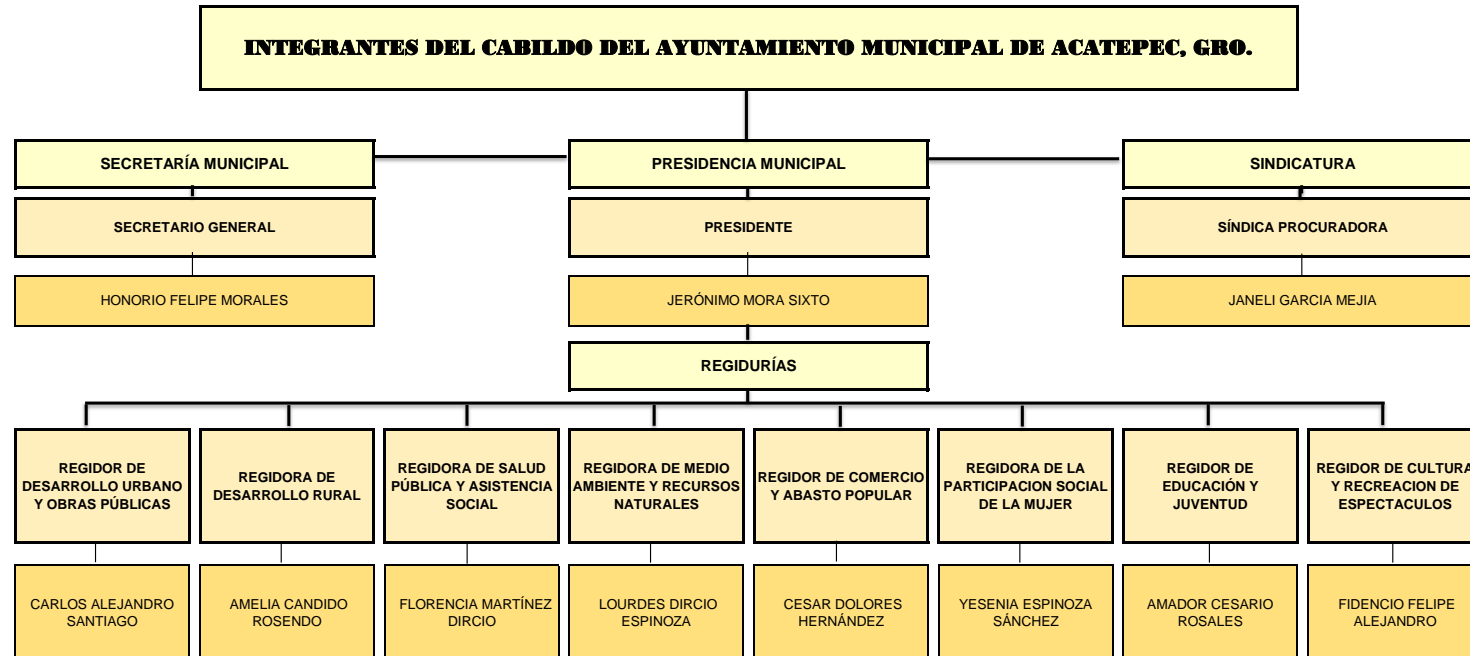 INTEGRANTES DEL CABILDO DEL AYUNTAMIENTO MUNICIPAL DE ACATEPEC, GRO.
SECRETARÍA MUNICIPAL
PRESIDENCIA MUNICIPAL
SINDICATURA
SECRETARIO GENERAL
PRESIDENTE
SÍNDICA PROCURADORA
HONORIO FELIPE MORALES
JERÓNIMO MORA SIXTO
JANELI GARCIA MEJIA
REGIDURÍAS
REGIDOR DE
DESARROLLO URBANO
Y OBRAS PÚBLICAS
REGIDORA DE
DESARROLLO RURAL
REGIDORA DE SALUD
PÚBLICA Y ASISTENCIA
SOCIAL
REGIDORA DE MEDIO
AMBIENTE Y RECURSOS
NATURALES
REGIDOR DE COMERCIO
Y ABASTO POPULAR
REGIDORA DE LA
PARTICIPACION SOCIAL
DE LA MUJER
REGIDOR DE
EDUCACIÓN Y
JUVENTUD
REGIDOR DE CULTURA
Y RECREACION DE
ESPECTACULOS
CARLOS ALEJANDRO
SANTIAGO
AMELIA CANDIDO
ROSENDO
FLORENCIA MARTÍNEZ
DIRCIO
LOURDES DIRCIO
ESPINOZA
CESAR DOLORES
HERNÁNDEZ
YESENIA ESPINOZA
SÁNCHEZ
AMADOR CESARIO
ROSALES
FIDENCIO FELIPE
ALEJANDRO